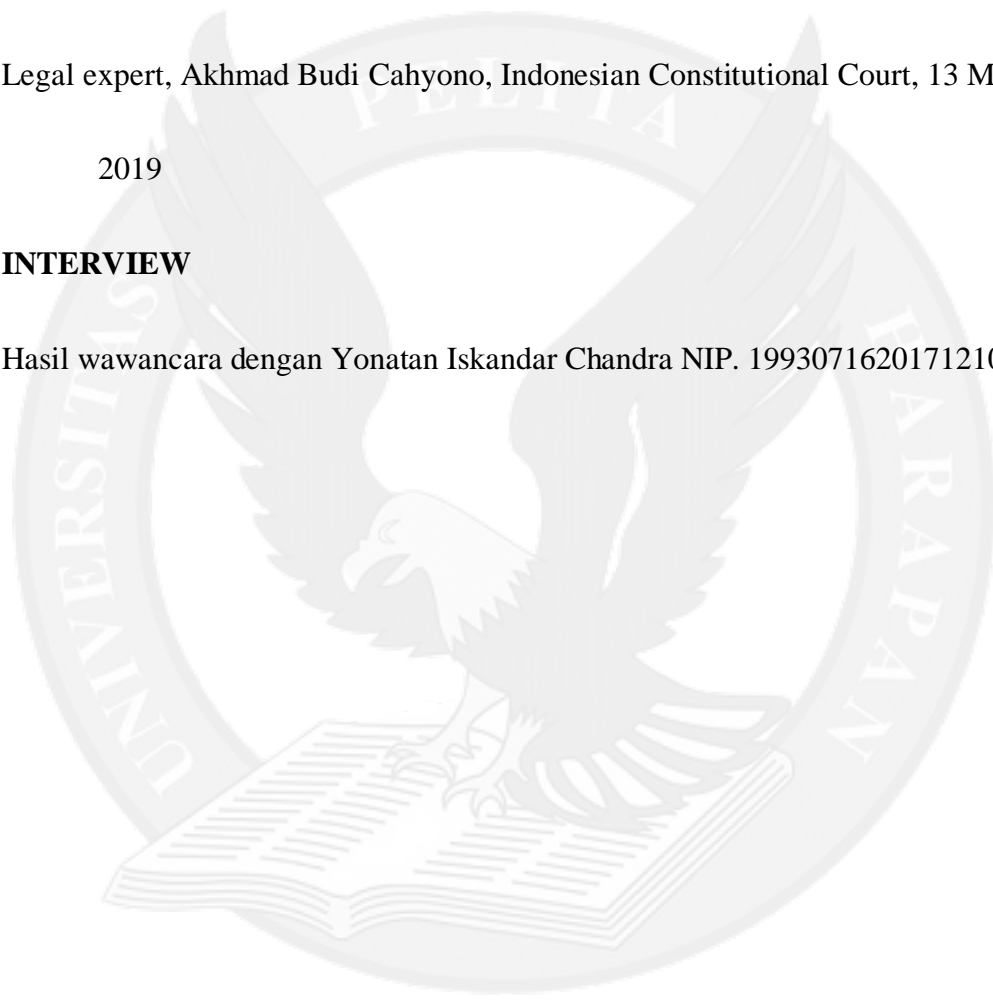 Legal expert, Akhmad Budi Cahyono, Indonesian Constitutional Court, 13 M
2019
INTERVIEW
Hasil wawancara dengan Yonatan Iskandar Chandra NIP. 199307162017121
UNIVERSITAS PELITA HARAPAN